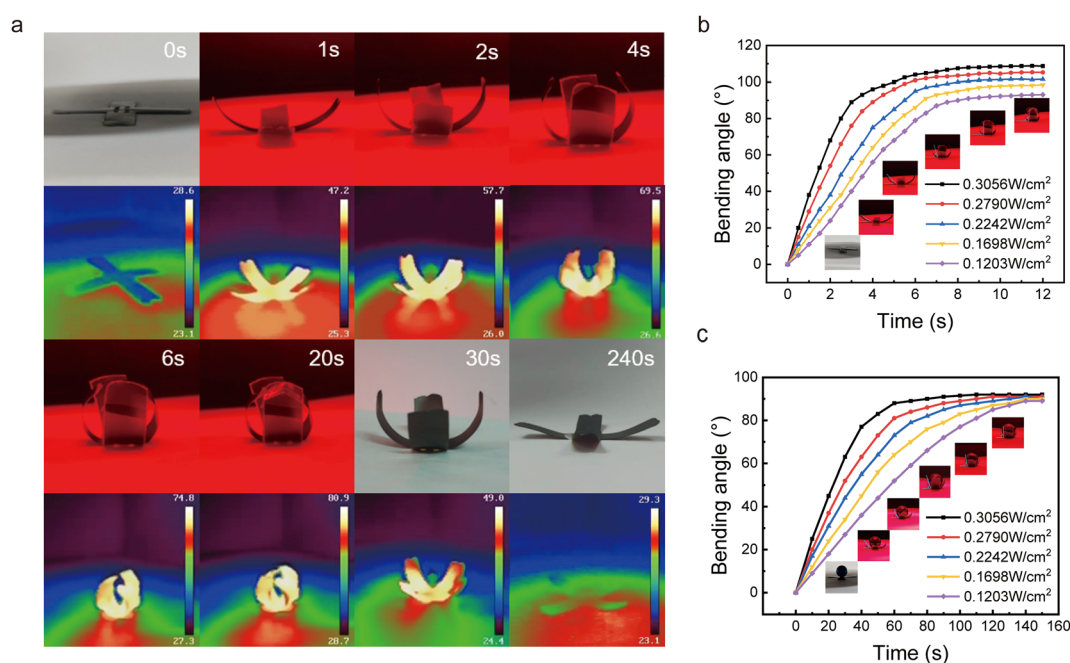 a
0s
1s
2s
4s
28.6
23.1
47.2
25.3
57.7
26.0
69.5
26.6
6s
20s
30s
240s
74.8
27.3
80.9
28.7
49.0
24.4
29.3
23.1
b
120
100
80
60
40
20
0
Bending angle (°)
0.3056W/cm²
0.2790W/cm²
0.2242W/cm²
0.1698W/cm²
0.1203W/cm²
0 2 4 6 8 10 12
Time (s)
c
100
80
60
40
20
0
Bending angle (°)
0.3056W/cm²
0.2790W/cm²
0.2242W/cm²
0.1698W/cm²
0.1203W/cm²
0 20 40 60 80 100 120 140 160
Time (s)